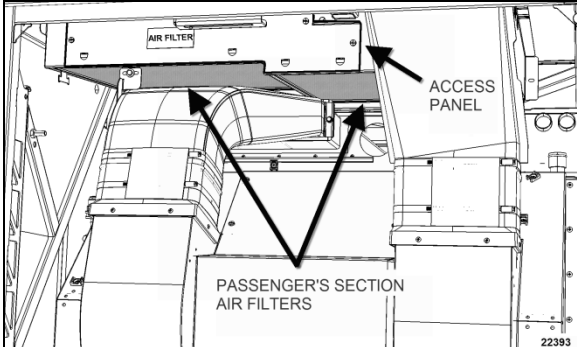 AIR FILTER
ACCESS
PANEL
PASSENGER'S SECTION
AIR FILTERS
22393